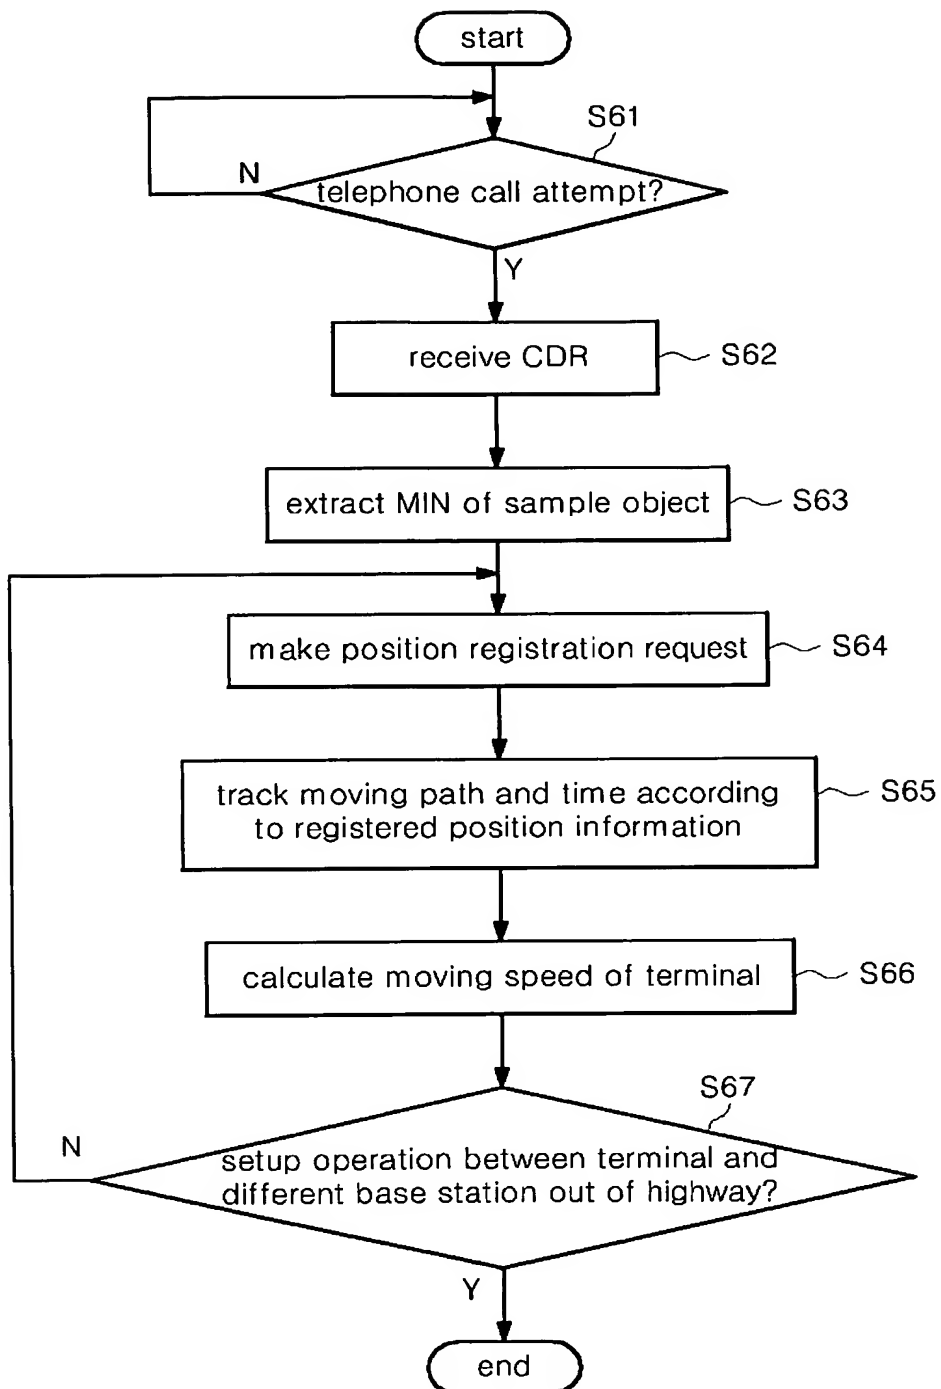 start
S61
N
telephone call attempt?
Y
receive CDR
S62
extract MIN of sample object
S63
make position registration request
S64
track moving path and time according
to registered position information
S65
calculate moving speed of terminal
S66
S67
N
setup operation between terminal and
different base station out of highway?
Y
end